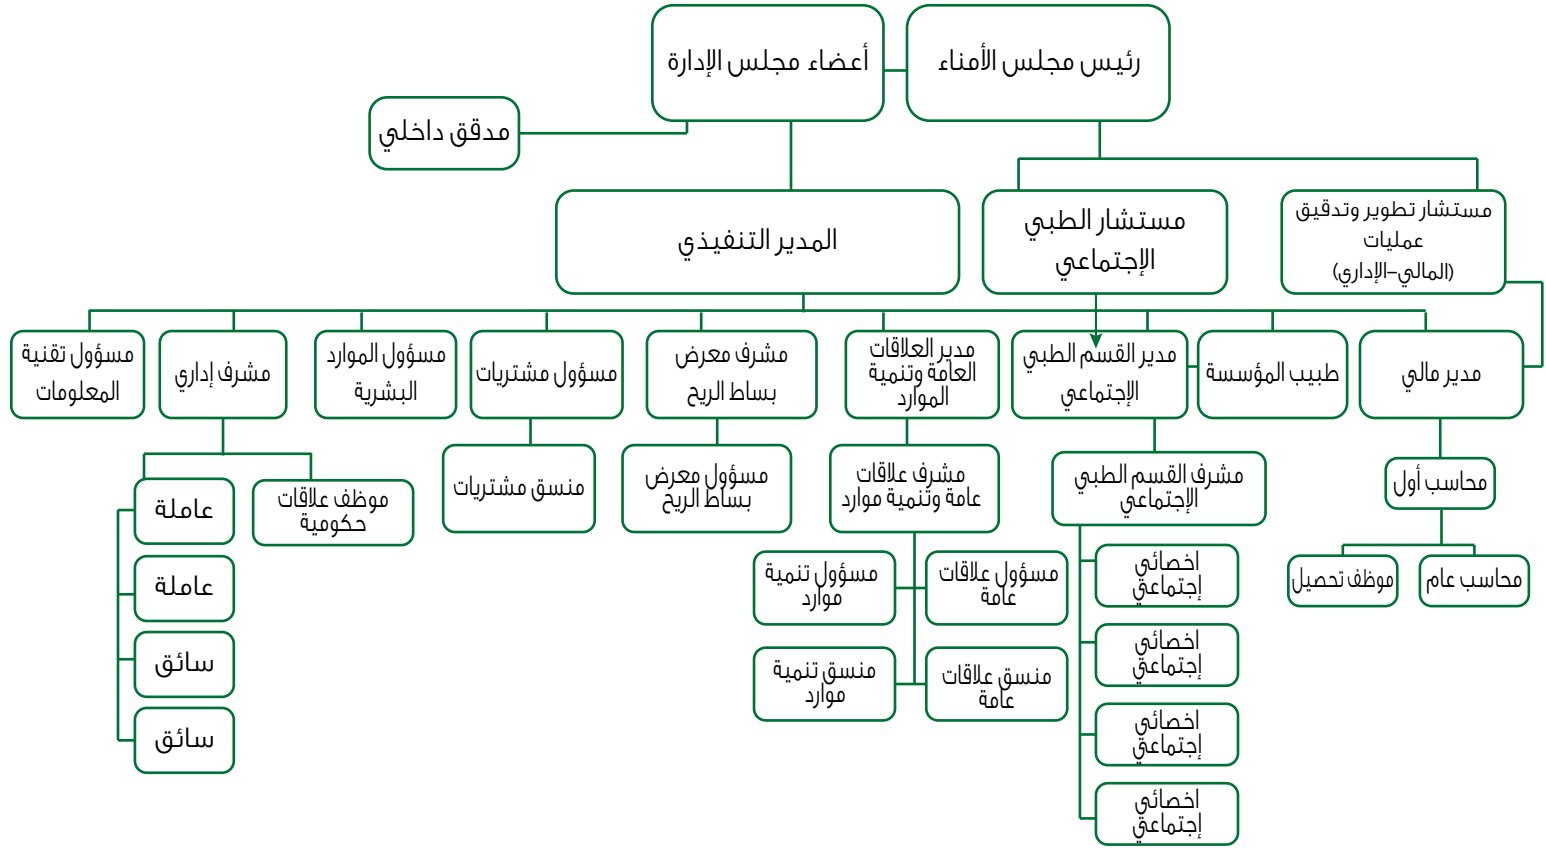 رئيس مجلس الأمناء
أعضاء مجلس الإدارة
مدقق داخلي
مستشار تطوير وتدقيق
عمليات
(المالي-الإداري)
مستشار الطبي
الإجتماعي
المدير التنفيذي
مدير مالي
طبيب المؤسسة
مدير القسم الطبي
الإجتماعي
مدير العلاقات
العامة وتنمية
الموارد
مشرف معرض
بساط الريح
مسؤول مشتريات
مسؤول الموارد
البشرية
مشرف إداري
مسؤول تقنية
المعلومات
محاسب أول
مشرف القسم الطبي
الإجتماعي
مشرف علاقات
عامة وتنمية موارد
مسؤول معرض
بساط الريح
منسق مشتريات
موظف علاقات
حكومية
عاملة
محاسب عام
موظف تحصيل
اخصائي
إجتماعي
مسؤول علاقات
عامة
مسؤول تنمية
موارد
عاملة
اخصائي
إجتماعي
منسق علاقات
عامة
منسق تنمية
موارد
سائق
اخصائي
إجتماعي
سائق
اخصائي
إجتماعي